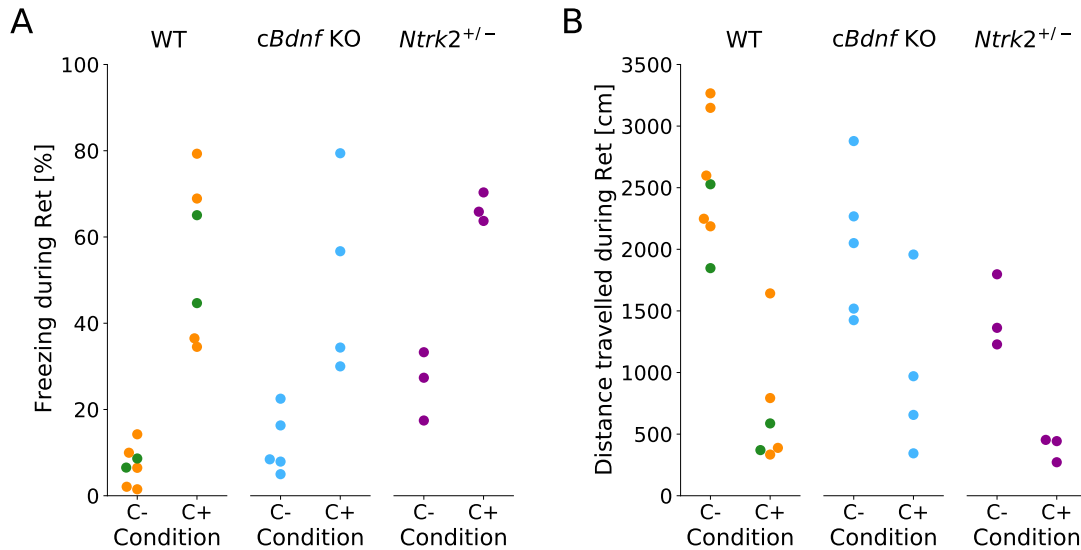 A
WT
cBdnf KO
Ntrk2+/−
Freezing during Ret [%]
100
80
60
40
20
0
C- C+
Condition
C- C+
Condition
C- C+
Condition
B
WT
cBdnf KO
Ntrk2+/−
Distance travelled during Ret [cm]
3500
3000
2500
2000
1500
1000
500
0
C- C+
Condition
C- C+
Condition
C- C+
Condition